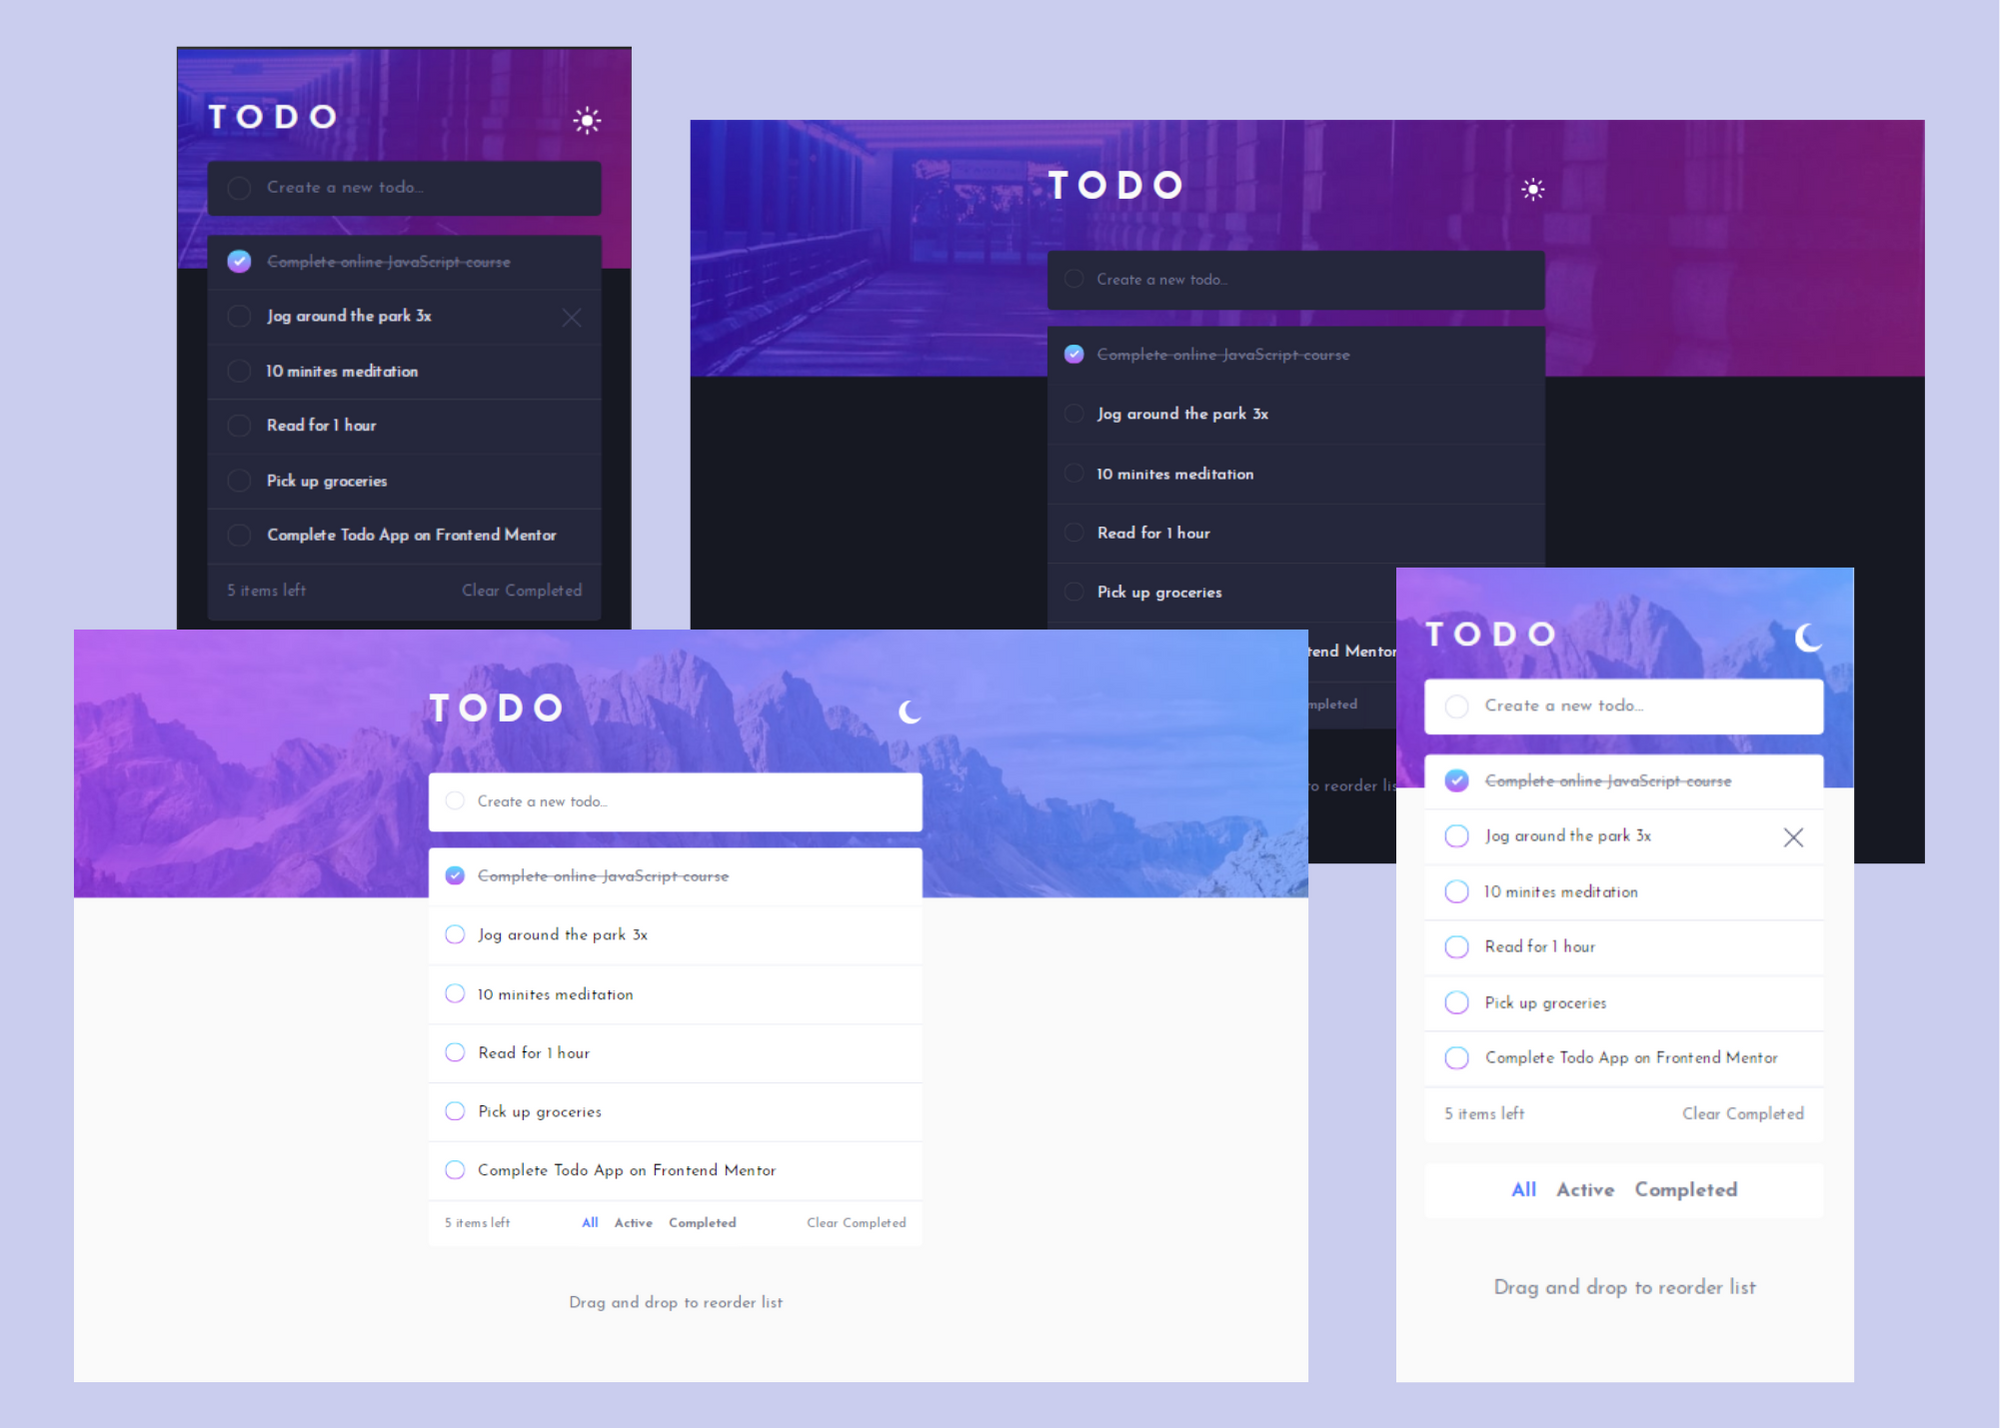 TODO
Create a new todo...
Complete online JavaScript course
Jog around the park 3x
10 minites meditation
Read for 1 hour
Pick up groceries
Complete Todo App on Frontend Mentor
5 items left
Clear Completed
TODO
Create a new todo...
Complete online JavaScript course
Jog around the park 3x
10 minites meditation
Read for 1 hour
Pick up groceries
tend Mentor
mpleted
to reorder lis
TODO
Create a new todo...
Complete online JavaScript course
Jog around the park 3x
10 minites meditation
Read for 1 hour
Pick up groceries
Complete Todo App on Frontend Mentor
5 items left All Active Completed Clear Completed
Drag and drop to reorder list
TODO
Create a new todo...
Complete online JavaScript course
Jog around the park 3x
10 minites meditation
Read for 1 hour
Pick up groceries
Complete Todo App on Frontend Mentor
5 items left
Clear Completed
All Active Completed
Drag and drop to reorder list